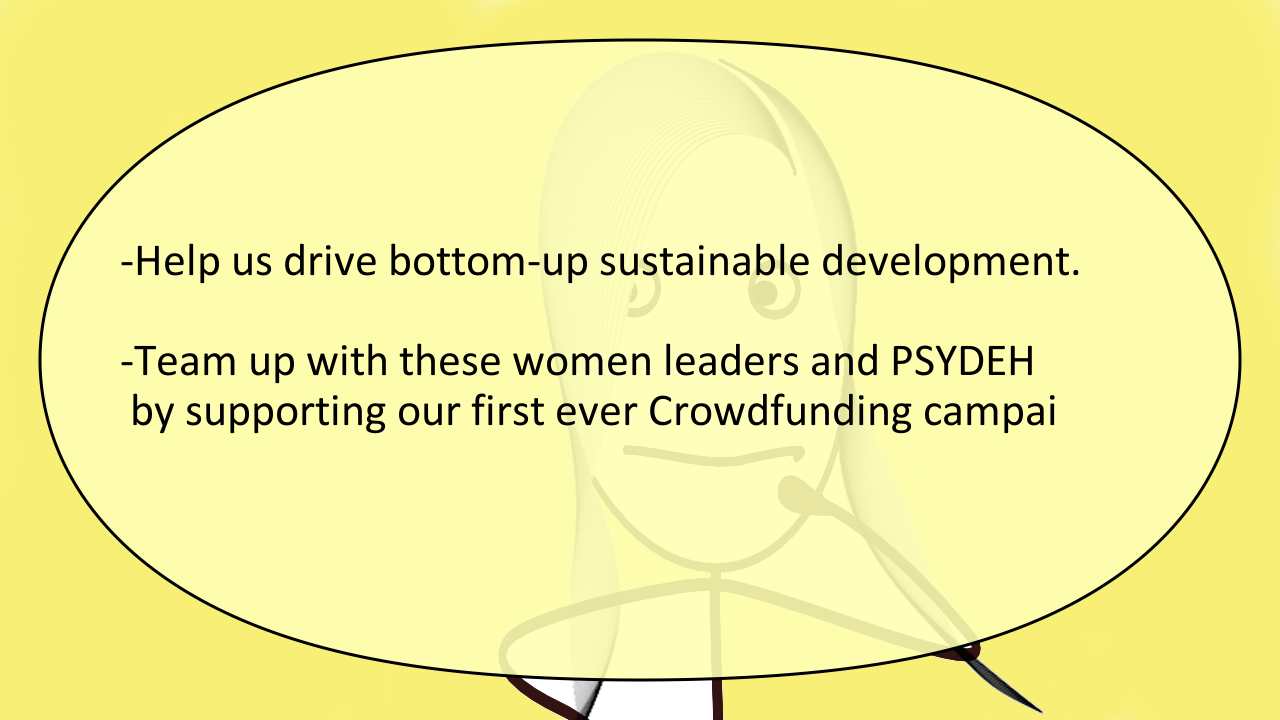 -Help us drive bottom-up sustainable development.
-Team up with these women leaders and PSYDEH
by supporting our first ever Crowdfunding campai